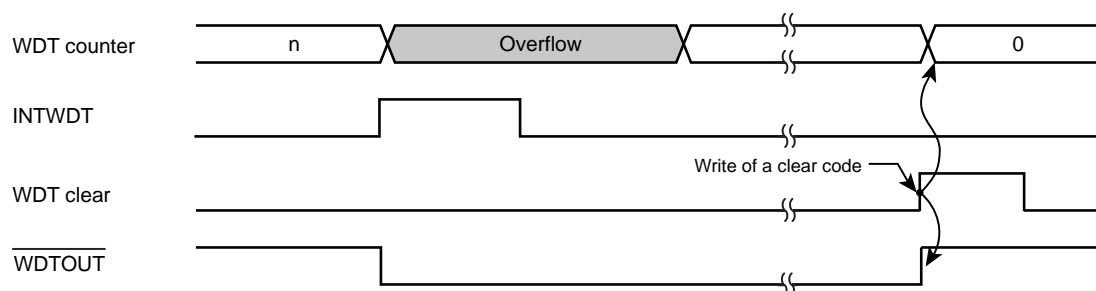 WDT counter
n
Overflow
0
INTWDT
Write of a clear code
WDT clear
WDTOUT